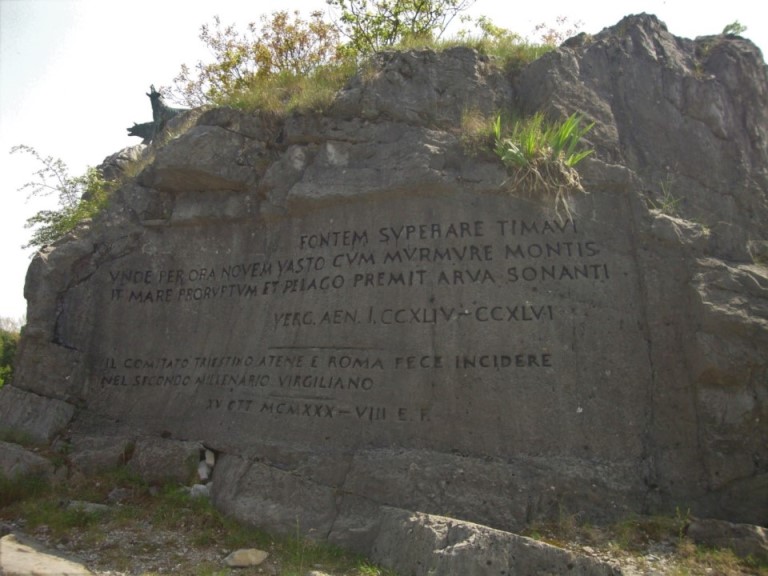 FONTEM SVPERARE TIMAVI
VNDE PER ORA NOVEM VASTO CVM MVRMVRE MONTIS
IT MARE PRORVPTVM ET PELAGO PREMIT ARVA SONANTI
VERG. AEN. I, CCXLIV-CCXLVI
IL COMITATO TRIESTINO ATENE E ROMA FECE INCIDERE
NEL SECONDO MILLENARIO VIRGILIANO
XV OTT MCMXXX-VIII E. F.